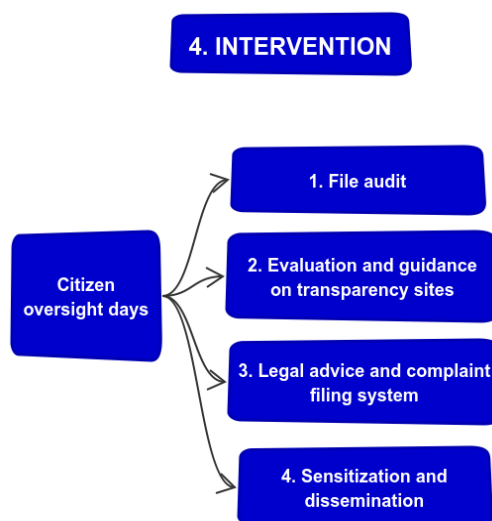 4. INTERVENTION
1. File audit
Citizen
oversight days
2. Evaluation and guidance
on transparency sites
3. Legal advice and complaint
filing system
4. Sensitization and
dissemination